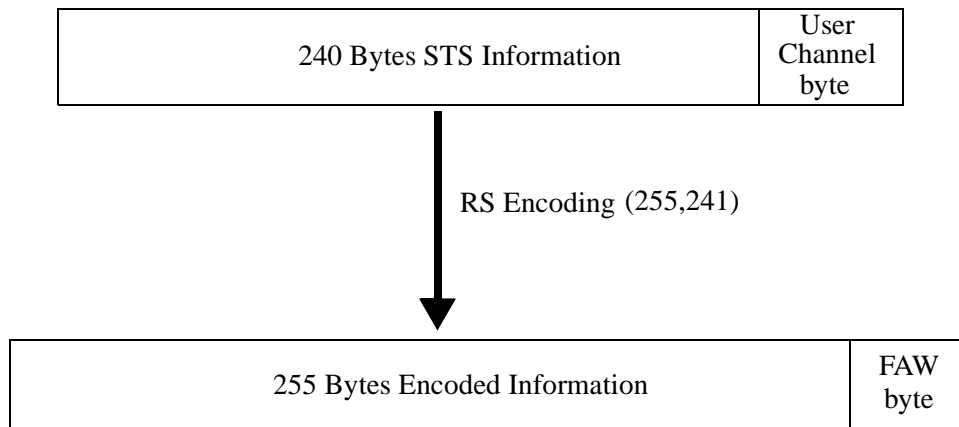 240 Bytes STS Information
User
Channel
byte
RS Encoding (255,241)
255 Bytes Encoded Information
FAW
byte